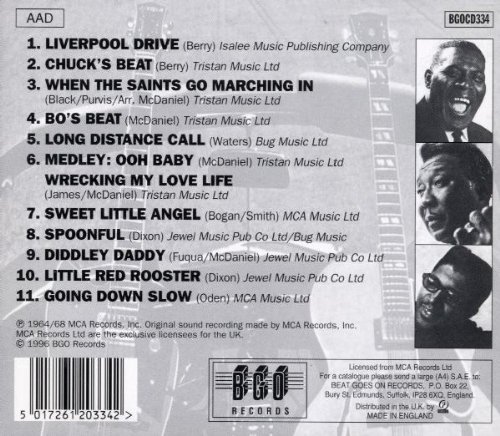 AAD
BGOCD334
1. LIVERPOOL DRIVE (Berry) Isalee Music Publishing Company
2. CHUCK'S BEAT (Berry) Tristan Music Ltd
3. WHEN THE SAINTS GO MARCHING IN
(Black/Purvis/Arr. McDaniel) Tristan Music Ltd
4. BO'S BEAT (McDaniel) Tristan Music Ltd
5. LONG DISTANCE CALL (Waters) Bug Music Ltd
6. MEDLEY: OOH BABY (McDaniel) Tristan Music Ltd
WRECKING MY LOVE LIFE
(James/McDaniel) Tristan Music Ltd
7. SWEET LITTLE ANGEL (Bogan/Smith) MCA Music Ltd
8. SPOONFUL (Dixon) Jewel Music Pub Co Ltd/Bug Music
9. DIDDLEY DADDY (Fuqua/McDaniel) Jewel Music Pub Co Ltd
10. LITTLE RED ROOSTER (Dixon) Jewel Music Pub Co Ltd
11. GOING DOWN SLOW (Oden) MCA Music Ltd
℗ 1964/68 MCA Records, Inc. Original sound recording made by MCA Records, Inc.
MCA Records Ltd are the exclusive licensees for the UK.
© 1996 BGO Records
5 017261 203342 >
BGO
RECORDS
Licensed from MCA Records Ltd
For a catalogue please send a large (A4) S.A.E. to:
BEAT GOES ON RECORDS, P.O. Box 22,
Bury St. Edmunds, Suffolk, IP28 6XQ, England.
Distributed in the U.K. by
MADE IN ENGLAND